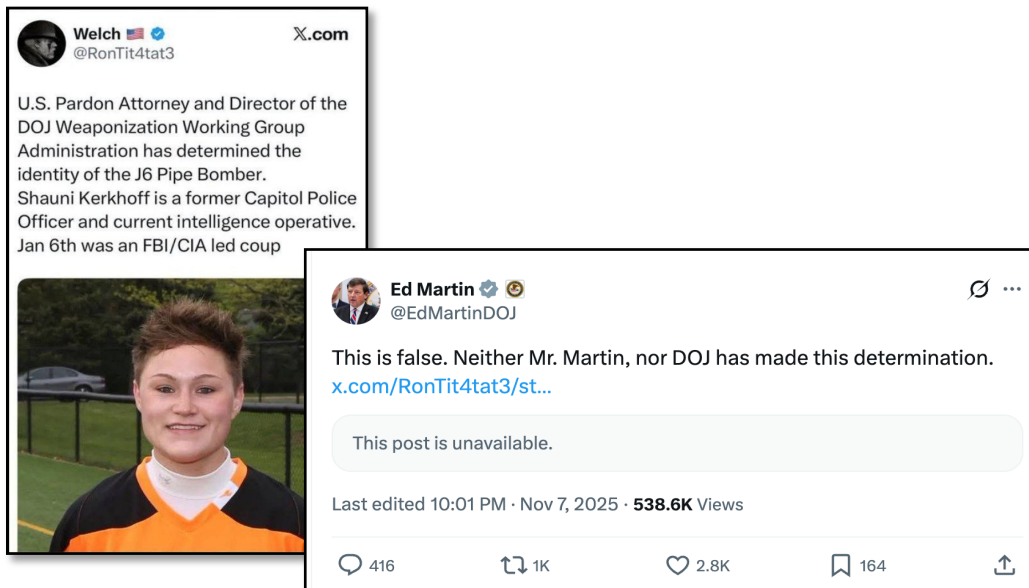 Welch 🇺🇸
X.com
@RonTit4tat3
U.S. Pardon Attorney and Director of the
DOJ Weaponization Working Group
Administration has determined the
identity of the J6 Pipe Bomber.
Shauni Kerkhoff is a former Capitol Police
Officer and current intelligence operative.
Jan 6th was an FBI/CIA led coup
Ed Martin
@EdMartinDOJ
This is false. Neither Mr. Martin, nor DOJ has made this determination.
x.com/RonTit4tat3/st...
This post is unavailable.
Last edited 10:01 PM · Nov 7, 2025 · 538.6K Views
416 1K 2.8K 164